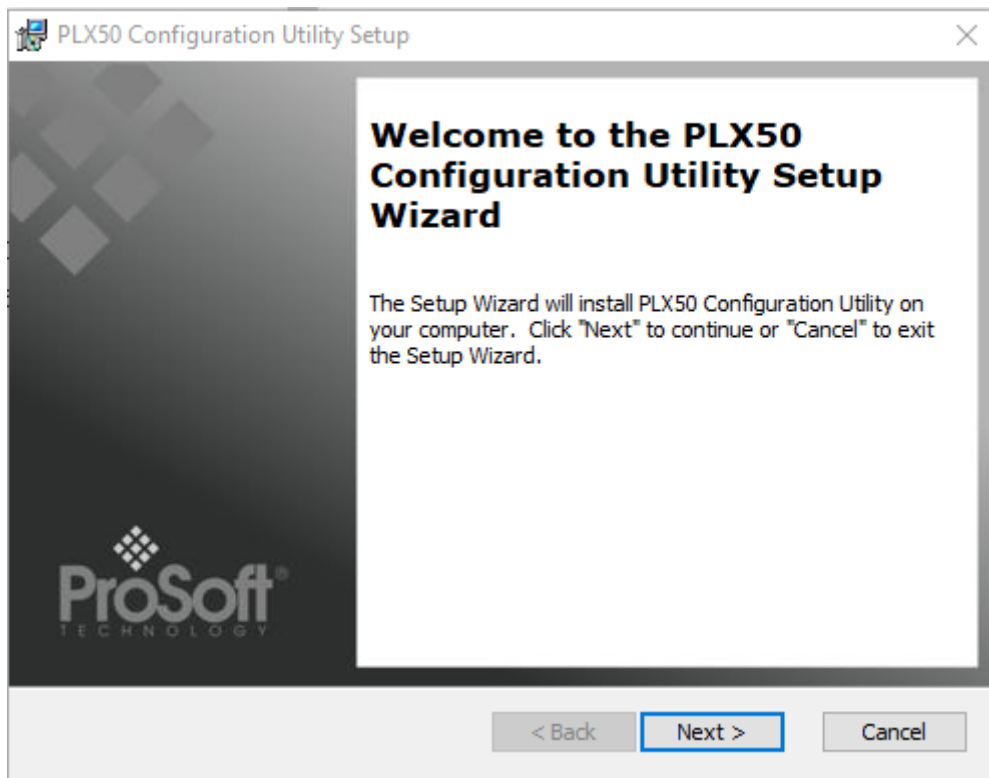 PLX50 Configuration Utility Setup
Welcome to the PLX50
Configuration Utility Setup
Wizard
The Setup Wizard will install PLX50 Configuration Utility on
your computer. Click "Next" to continue or "Cancel" to exit
the Setup Wizard.
ProSoft®
TECHNOLOGY
< Back
Next >
Cancel